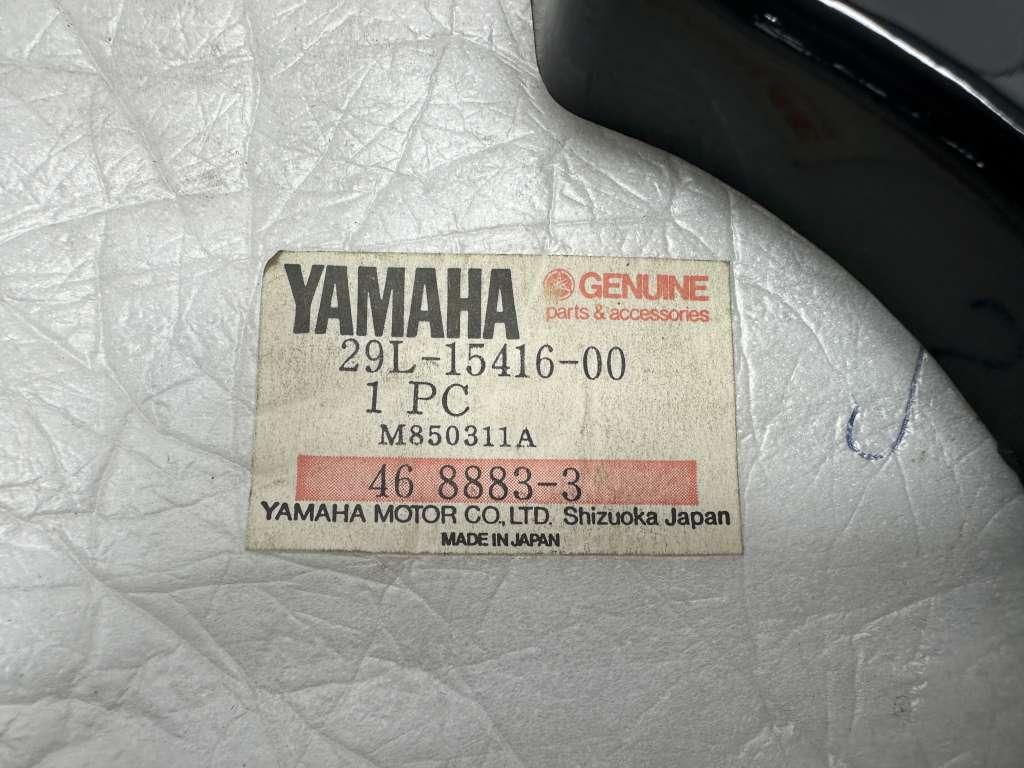 YAMAHA GENUINE
parts & accessories
29L-15416-00
1 PC
M850311A
46 8883-3
YAMAHA MOTOR CO., LTD. Shizuoka Japan
MADE IN JAPAN